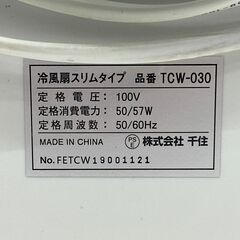 冷風扇スリムタイプ 品番 TCW-030
定格電圧: 100V
定格消費電力: 50/57W
定格周波数: 50/60Hz
MADE IN CHINA PS E 株式会社 千住
No. FETCW19001121